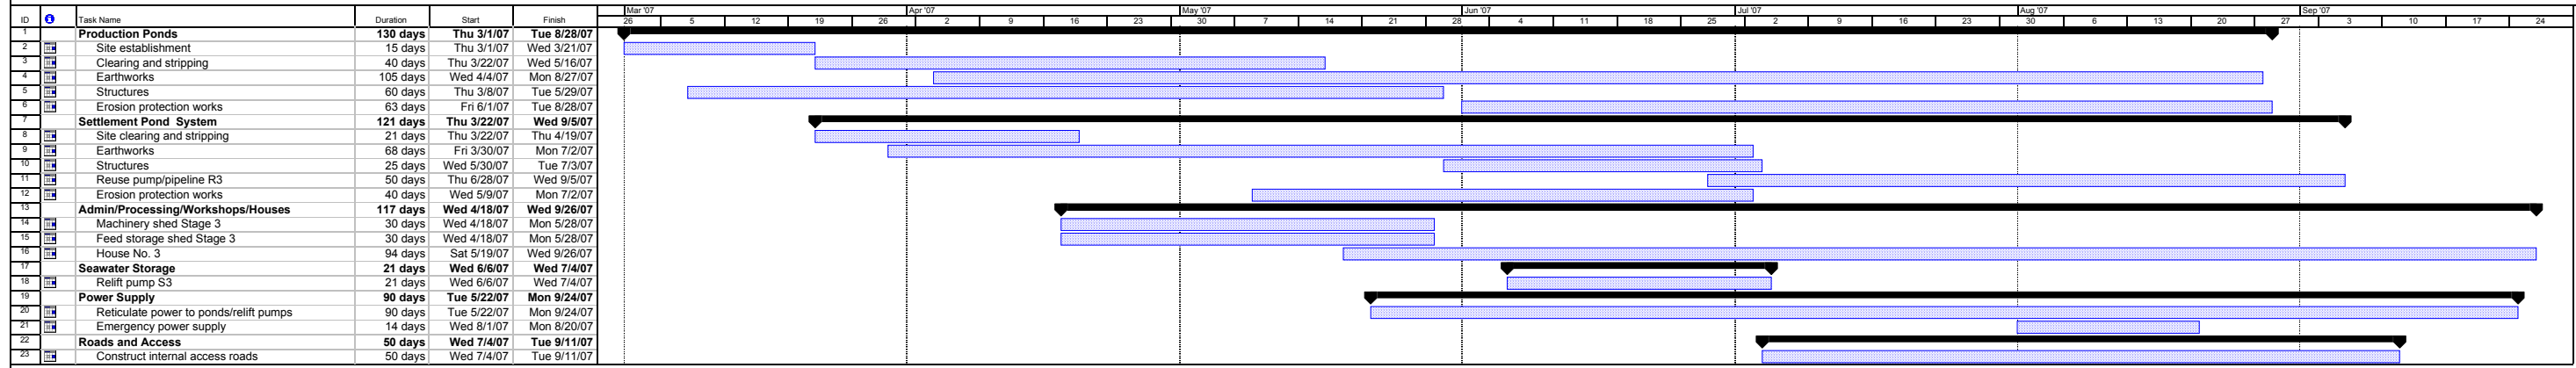 Mar '07 Apr '07 May '07 Jun '07 Jul '07 Aug '07 Sep '07
ID Task Name Duration Start Finish 26 5 12 19 26 2 9 16 23 30 7 14 21 28 4 11 18 25 2 9 16 23 30 6 13 20 27 3 10 17 24
1 Production Ponds 130 days Thu 3/1/07 Tue 8/28/07
2 Site establishment 15 days Thu 3/1/07 Wed 3/21/07
3 Clearing and stripping 40 days Thu 3/22/07 Wed 5/16/07
4 Earthworks 105 days Wed 4/4/07 Mon 8/27/07
5 Structures 60 days Thu 3/8/07 Tue 5/29/07
6 Erosion protection works 63 days Fri 6/1/07 Tue 8/28/07
7 Settlement Pond System 121 days Thu 3/22/07 Wed 9/5/07
8 Site clearing and stripping 21 days Thu 3/22/07 Thu 4/19/07
9 Earthworks 68 days Fri 3/30/07 Mon 7/2/07
10 Structures 25 days Wed 5/30/07 Tue 7/3/07
11 Reuse pump/pipeline R3 50 days Thu 6/28/07 Wed 9/5/07
12 Erosion protection works 40 days Wed 5/9/07 Mon 7/2/07
13 Admin/Processing/Workshops/Houses 117 days Wed 4/18/07 Wed 9/26/07
14 Machinery shed Stage 3 30 days Wed 4/18/07 Mon 5/28/07
15 Feed storage shed Stage 3 30 days Wed 4/18/07 Mon 5/28/07
16 House No. 3 94 days Sat 5/19/07 Wed 9/26/07
17 Seawater Storage 21 days Wed 6/6/07 Wed 7/4/07
18 Relift pump S3 21 days Wed 6/6/07 Wed 7/4/07
19 Power Supply 90 days Tue 5/22/07 Mon 9/24/07
20 Reticulate power to ponds/relift pumps 90 days Tue 5/22/07 Mon 9/24/07
21 Emergency power supply 14 days Wed 8/1/07 Mon 8/20/07
22 Roads and Access 50 days Wed 7/4/07 Tue 9/11/07
23 Construct internal access roads 50 days Wed 7/4/07 Tue 9/11/07